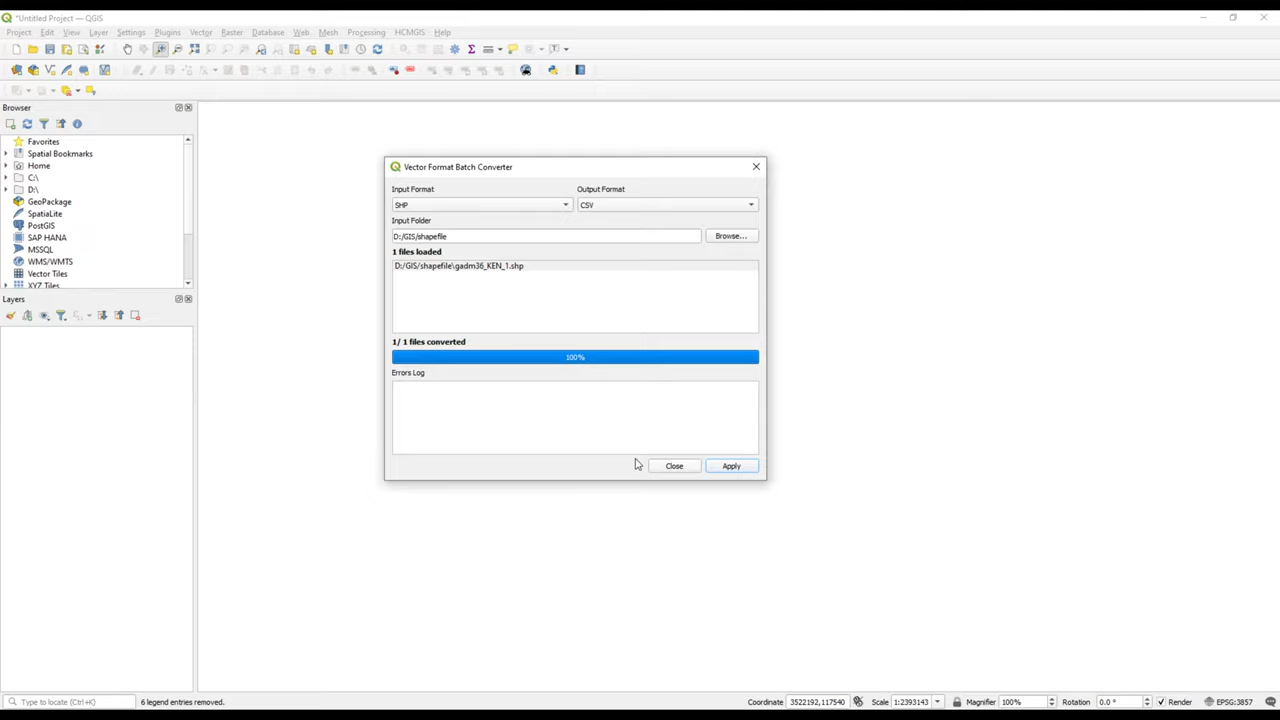 *Untitled Project — QGIS
Project Edit View Layer Settings Plugins Vector Raster Database Web Mesh Processing HCMGIS Help
Browser
Favorites
Spatial Bookmarks
Home
C:\
D:\
GeoPackage
SpatiaLite
PostGIS
SAP HANA
MSSQL
WMS/WMTS
Vector Tiles
XYZ Tiles
Layers
Vector Format Batch Converter
Input Format Output Format
SHP CSV
Input Folder
D:/GIS/shapefile Browse...
1 files loaded
D:/GIS/shapefile\gadm36_KEN_1.shp
1/ 1 files converted
100%
Errors Log
Close Apply
Type to locate (Ctrl+K) 6 legend entries removed. Coordinate 3522192,117540 Scale 1:2393143 Magnifier 100% Rotation 0.0 ° Render EPSG:3857